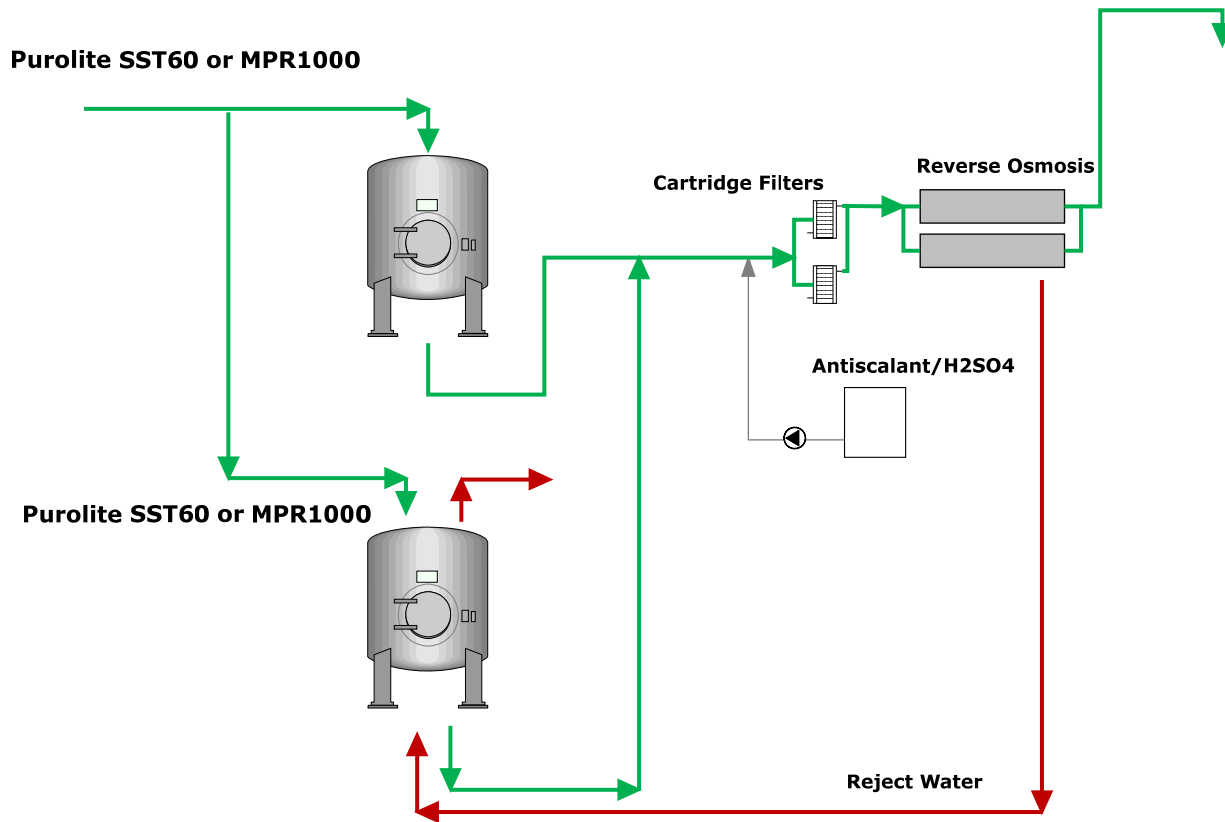 Purolite SST60 or MPR1000
Reverse Osmosis
Cartridge Filters
Antiscalant/H2SO4
Purolite SST60 or MPR1000
Reject Water